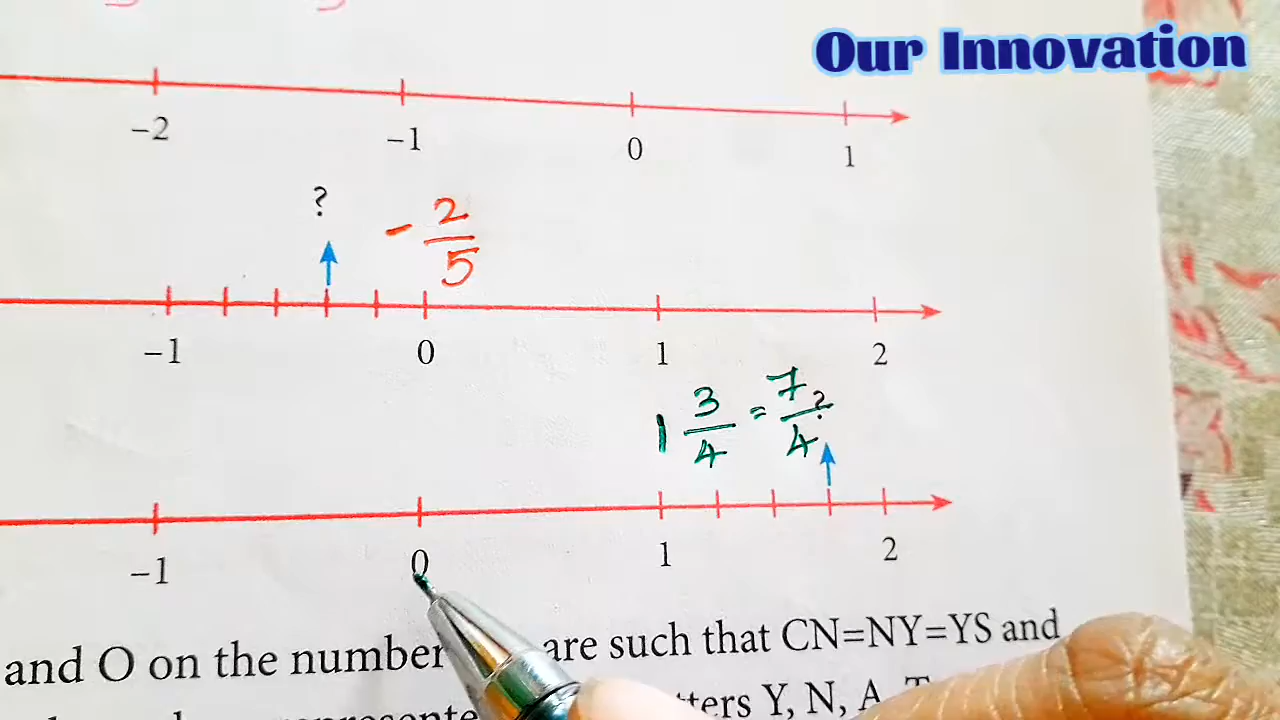 Our Innovation
-2 -1 0 1
? - 2/5
-1 0 1 2
1 3/4 = 7/4 ?
-1 0 1 2
and O on the number are such that CN=NY=YS and
Y, N, A,